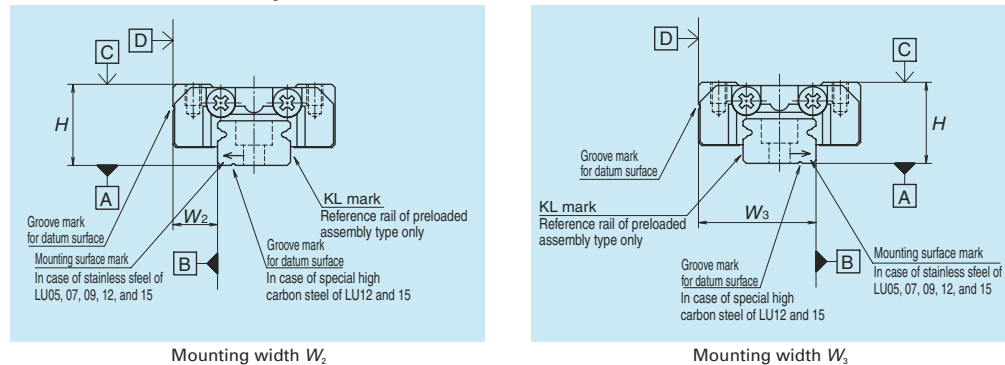 D
C
H
A
KL mark
Reference rail of preloaded
assembly type only
Groove mark
for datum surface
W2
Groove mark
for datum surface
Mounting surface mark
In case of stainless sfeel of
LU05, 07, 09, 12, and 15
B
In case of special high
carbon steel of LU12 and 15
Mounting width W2
D
C
H
Groove mark
for datum surface
A
KL mark
Reference rail of preloaded
assembly type only
W3
Groove mark
for datum surface
In case of special high
carbon steel of LU12 and 15
B
Mounting surface mark
In case of stainless sfeel of
LU05, 07, 09, 12, and 15
Mounting width W3